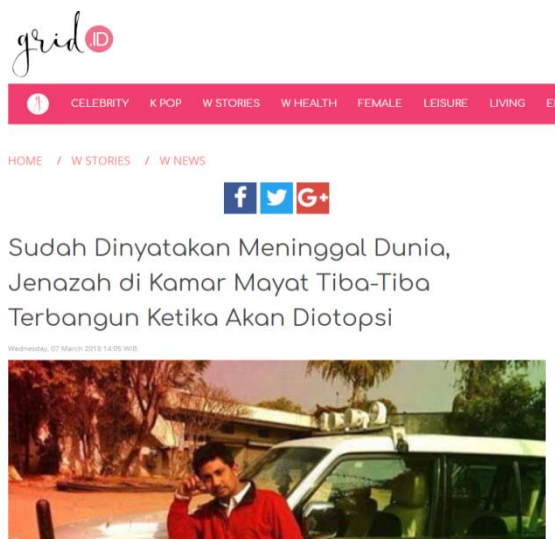 grid.ID
CELEBRITY K POP W STORIES W HEALTH FEMALE LEISURE LIVING
HOME / W STORIES / W NEWS
f G+
Sudah Dinyatakan Meninggal Dunia,
Jenazah di Kamar Mayat Tiba-Tiba
Terbangun Ketika Akan Diotopsi
Wednesday, 07 March 2018 14:05 WIB